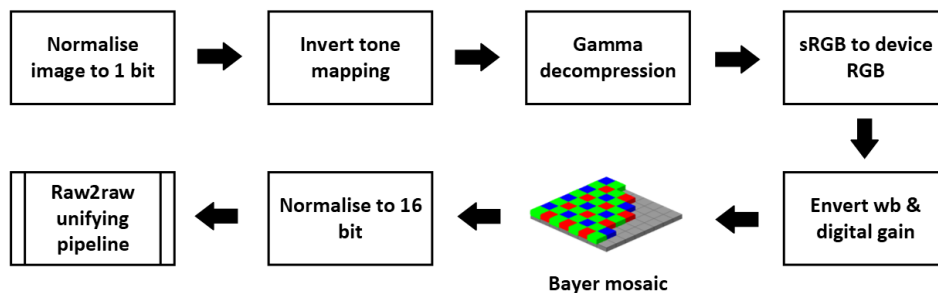 Normalise
image to 1 bit
Invert tone
mapping
Gamma
decompression
sRGB to device
RGB
Envert wb &
digital gain
Bayer mosaic
Normalise to 16
bit
Raw2raw
unifying
pipeline